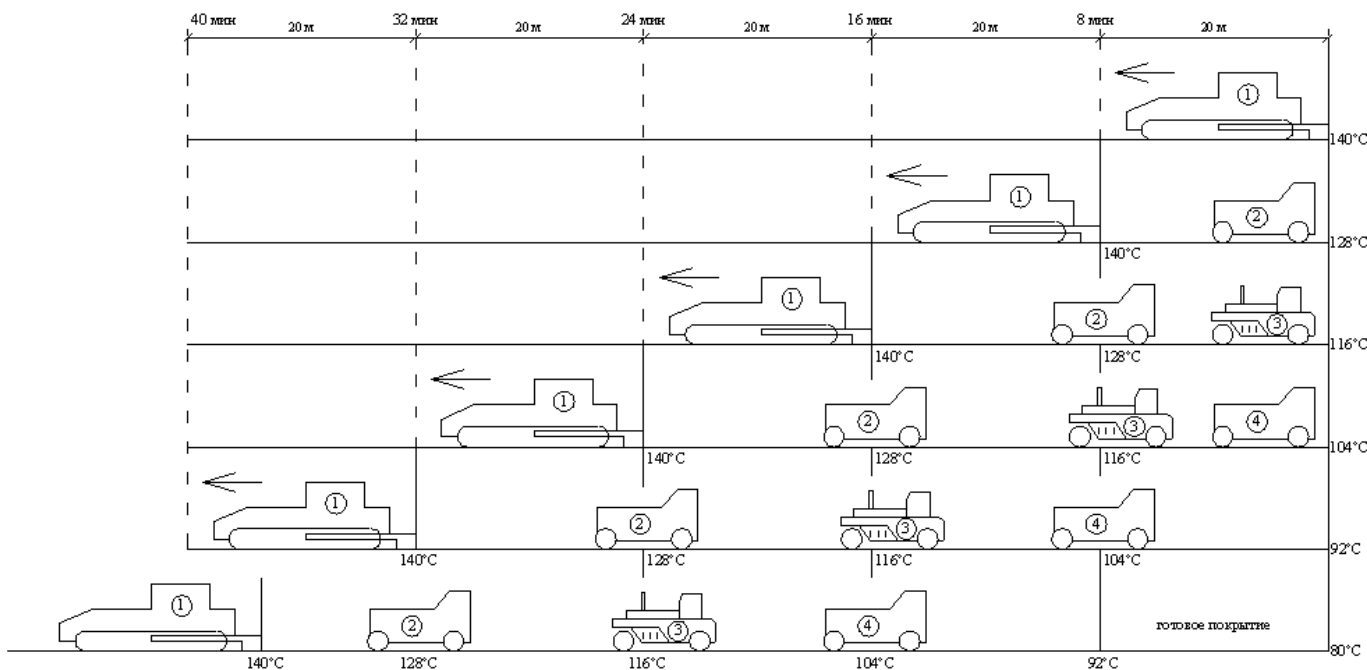 40 мин 32 мин 24 мин 16 мин 8 мин
20 м 20 м 20 м 20 м 20 м
1
140°C
1 2
140°C 128°C
1 2 3
140°C 128°C 116°C
1 2 3 4
140°C 128°C 116°C 104°C
1 2 3 4
140°C 128°C 116°C 104°C 92°C
1 2 3 4 готовое покрытие
140°C 128°C 116°C 104°C 92°C 80°C